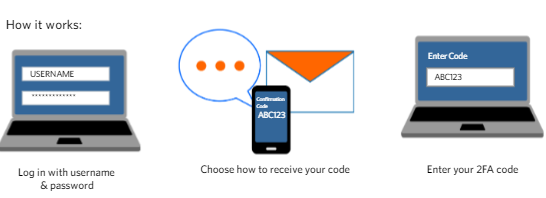 How it works:
USERNAME
*************
Confirmation
Code
ABC123
Enter Code
ABC123
Log in with username
& password
Choose how to receive your code
Enter your 2FA code